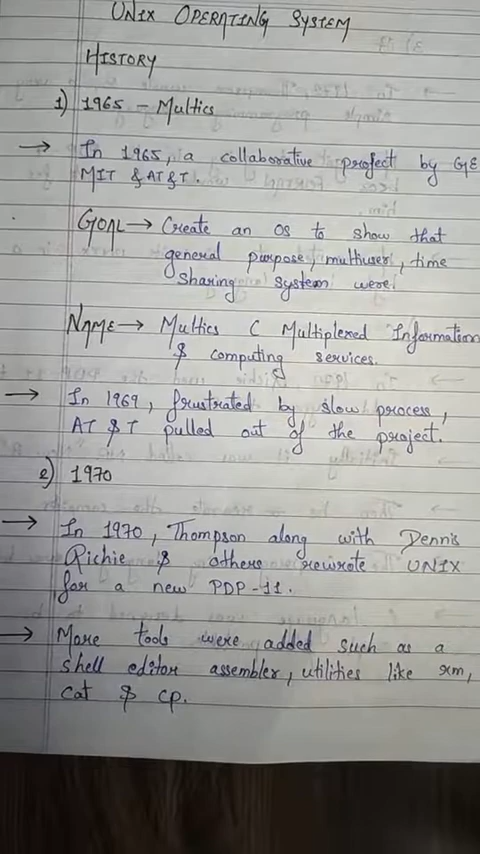 UNIX OPERATING SYSTEM
HISTORY
1) 1965 - Multics
→ In 1965, a collaborative project by GE
MIT & AT&T.
GOAL → Create an OS to show that
general purpose, multiuser, time
sharing system were
NAME → Multics ( Multiplexed Information
& computing services.
→ In 1969, frustrated by slow process,
AT & T pulled out of the project.
2) 1970
→ In 1970, Thompson along with Dennis
Richie & others rewrote UNIX
for a new PDP-11.
→ More tools were added such as a
shell editor assembler, utilities like rm,
cat & cp.